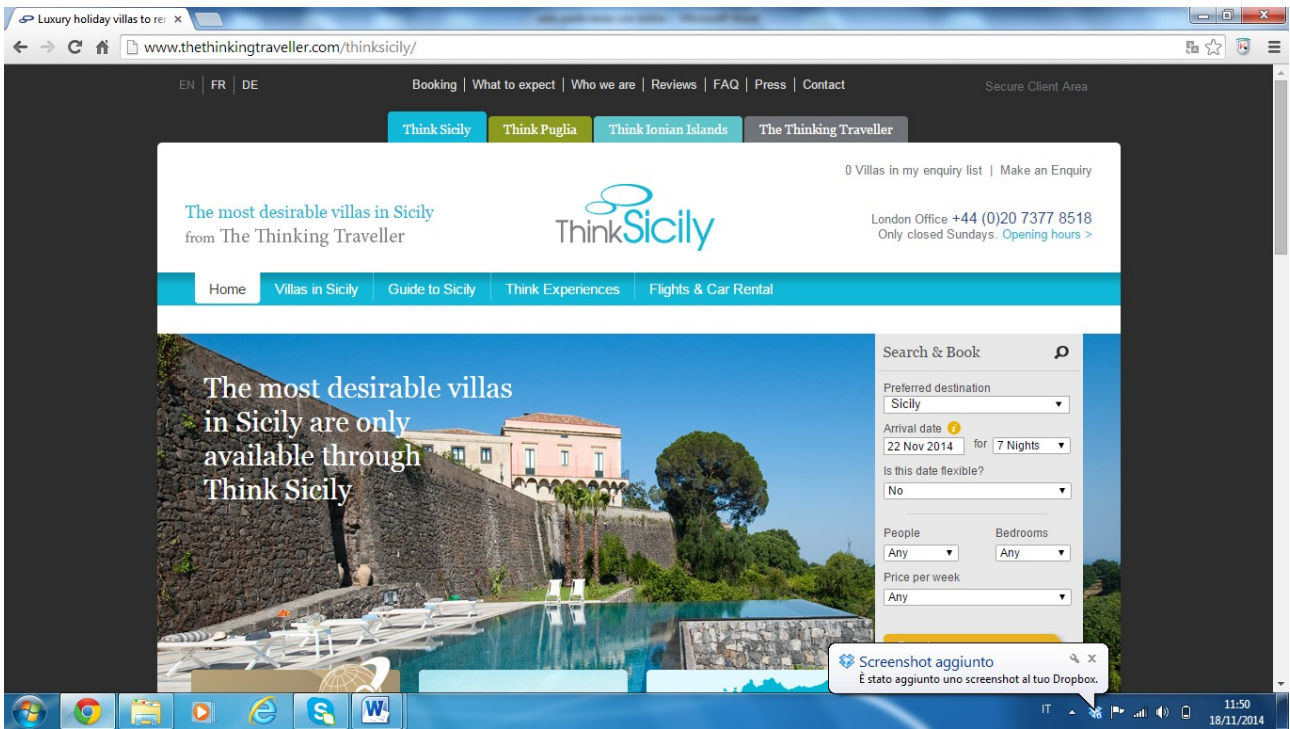 Luxury holiday villas to rer
www.thethinkingtraveller.com/thinksicily/
EN | FR | DE
Booking | What to expect | Who we are | Reviews | FAQ | Press | Contact
Secure Client Area
Think Sicily
Think Puglia
Think Ionian Islands
The Thinking Traveller
0 Villas in my enquiry list | Make an Enquiry
The most desirable villas in Sicily
from The Thinking Traveller
ThinkSicily
London Office +44 (0)20 7377 8518
Only closed Sundays. Opening hours >
Home
Villas in Sicily
Guide to Sicily
Think Experiences
Flights & Car Rental
The most desirable villas
in Sicily are only
available through
Think Sicily
Search & Book
Preferred destination
Sicily
Arrival date
22 Nov 2014 for 7 Nights
Is this date flexible?
No
People Bedrooms
Any Any
Price per week
Any
Screenshot aggiunto
È stato aggiunto uno screenshot al tuo Dropbox.
IT
11:50
18/11/2014